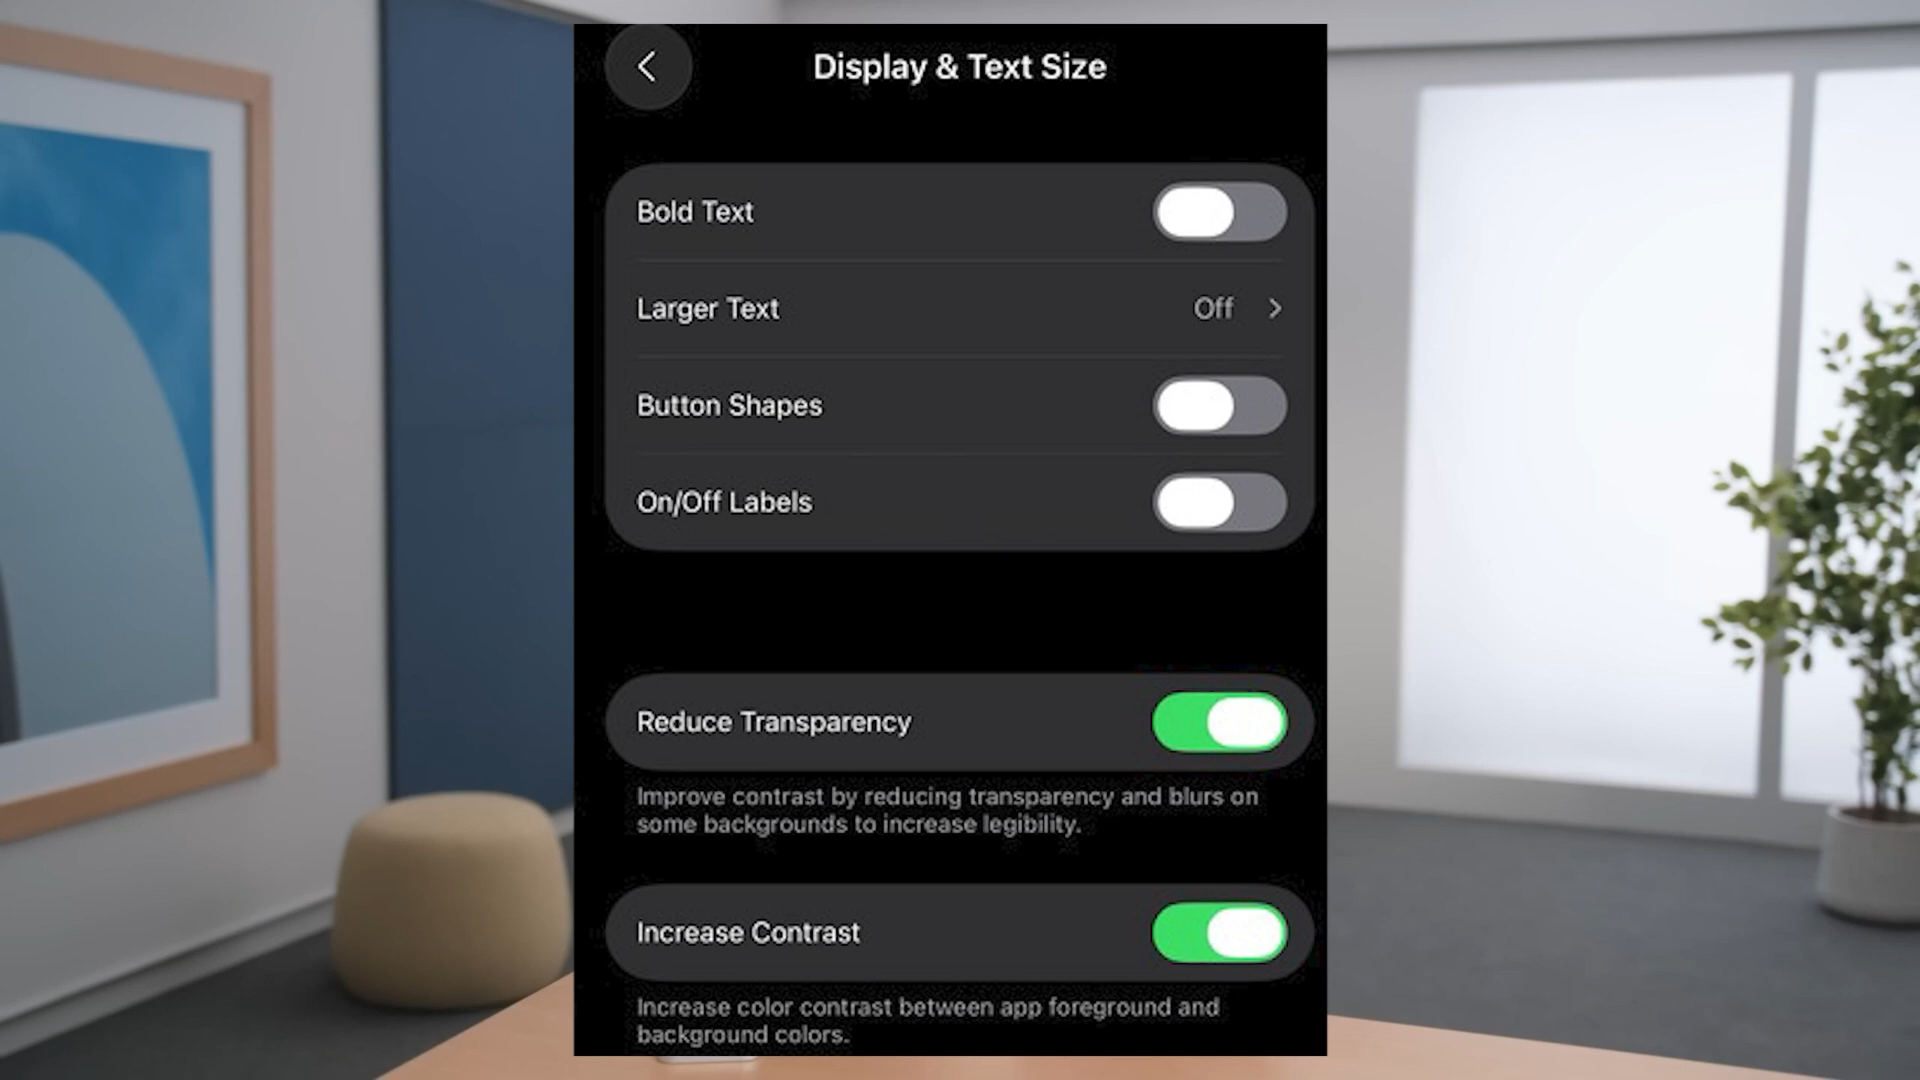 Display & Text Size
Bold Text
Larger Text Off
Button Shapes
On/Off Labels
Reduce Transparency
Improve contrast by reducing transparency and blurs on
some backgrounds to increase legibility.
Increase Contrast
Increase color contrast between app foreground and
background colors.